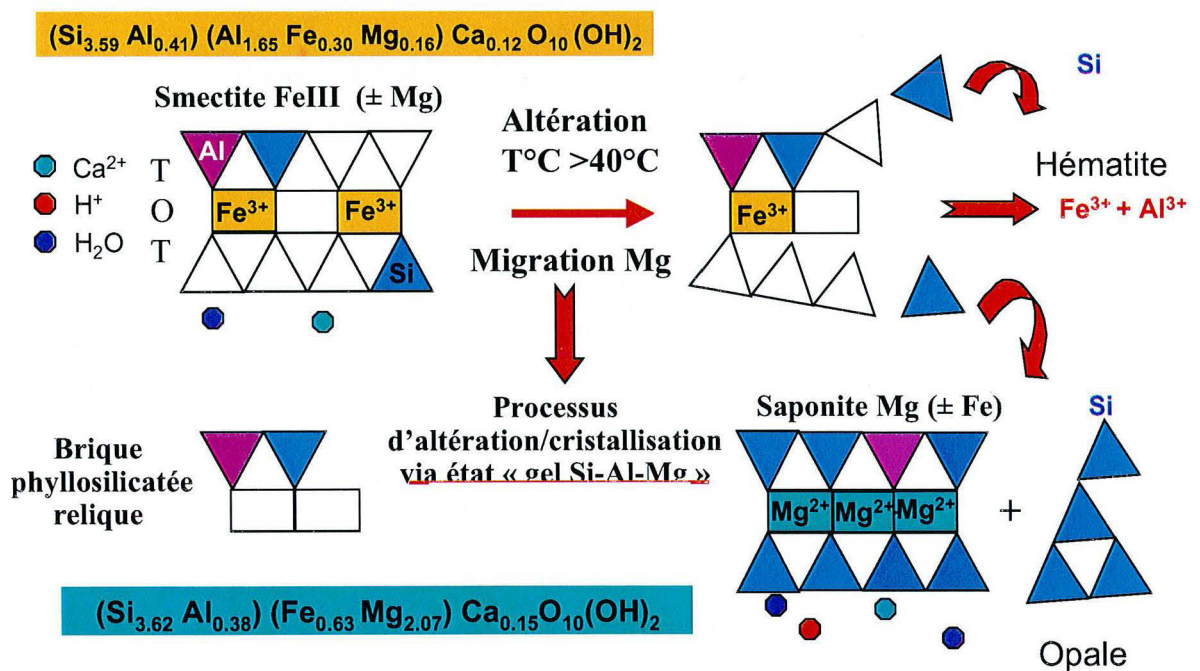 (Si3.59 Al0.41) (Al1.65 Fe0.30 Mg0.16) Ca0.12 O10 (OH)2
Smectite FeIII (± Mg)
Ca2+
H+
H2O
T
O
T
Al
Fe3+ Fe3+
Si
Altération
T°C >40°C
Migration Mg
Fe3+
Si
Hématite
Fe3+ + Al3+
Processus
d’altération/cristallisation
via état « gel Si-Al-Mg »
Brique
phyllosilicatée
relique
Saponite Mg (± Fe)
Mg2+ Mg2+ Mg2+
+
Si
Opale
(Si3.62 Al0.38) (Fe0.63 Mg2.07) Ca0.15O10(OH)2